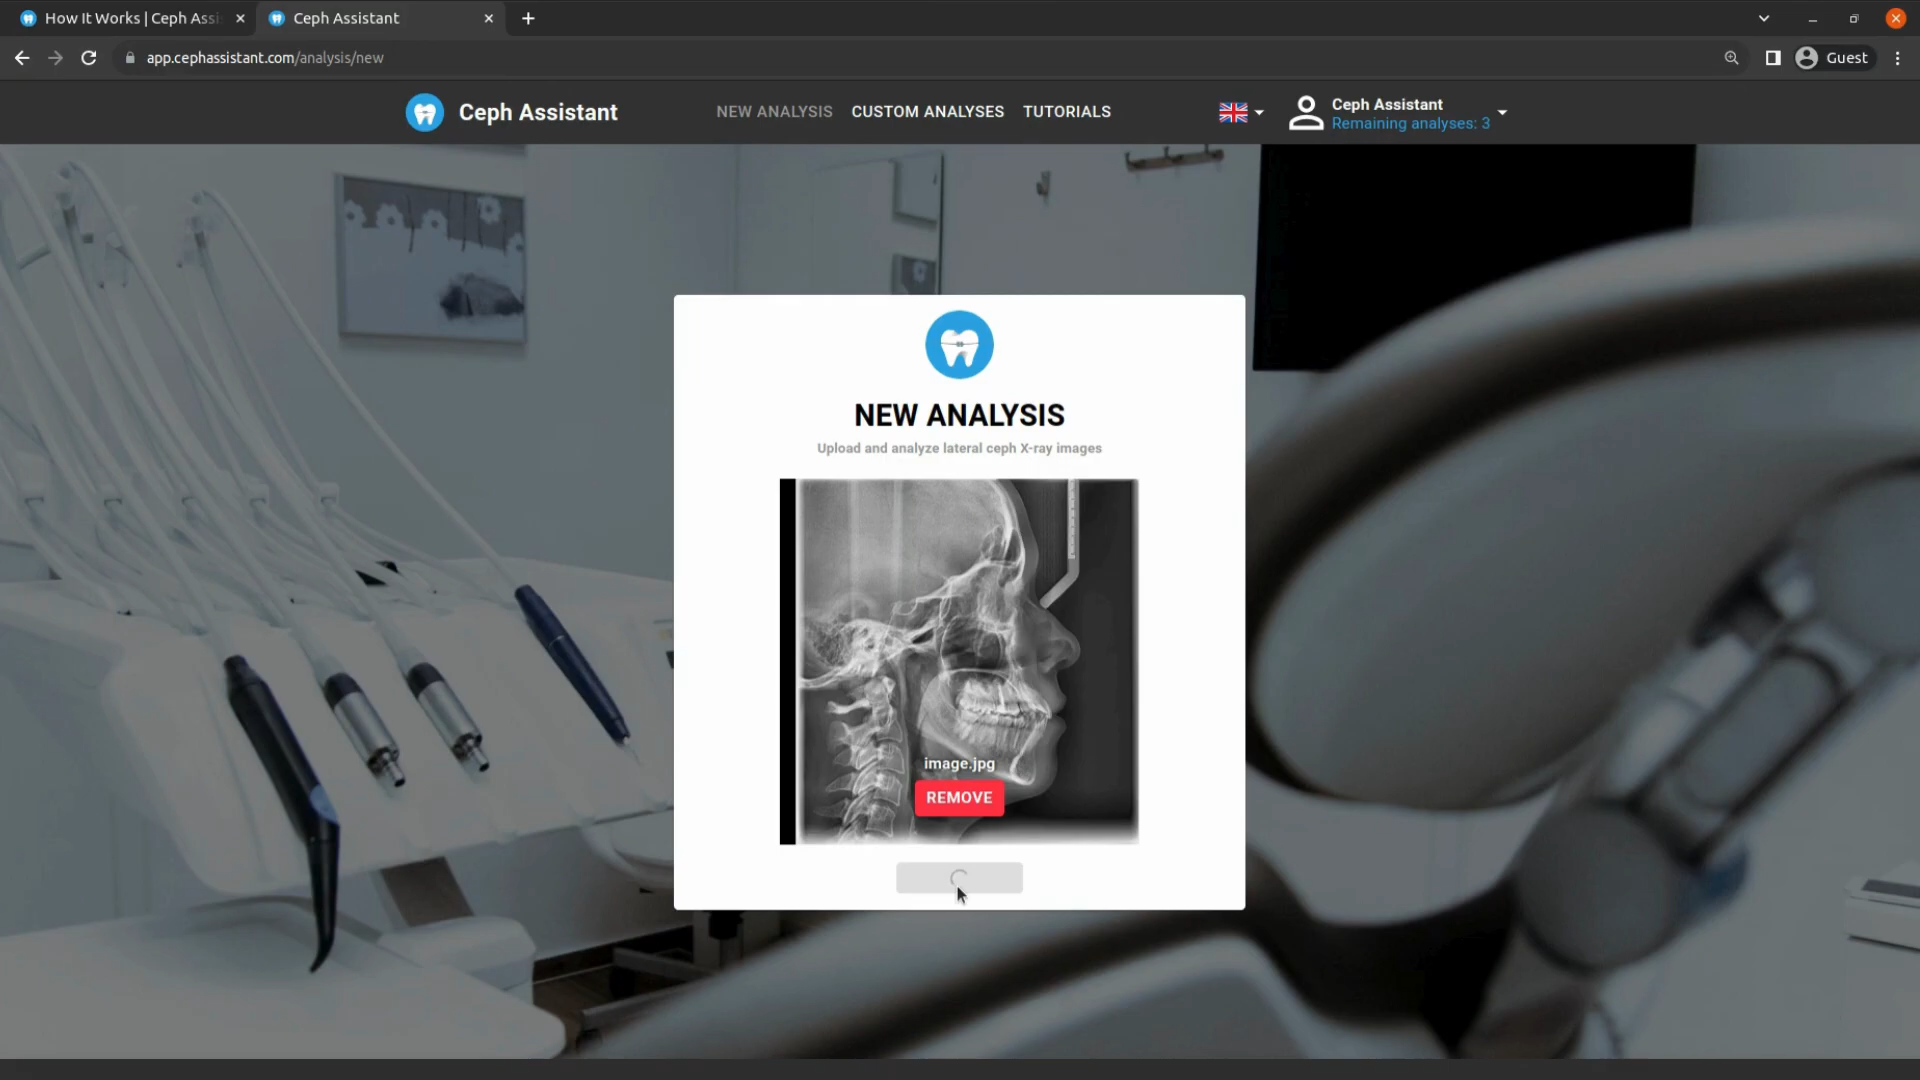 How It Works | Ceph Assi
Ceph Assistant
app.cephassistant.com/analysis/new
Guest
Ceph Assistant
NEW ANALYSIS
CUSTOM ANALYSES
TUTORIALS
Ceph Assistant
Remaining analyses: 3
NEW ANALYSIS
Upload and analyze lateral ceph X-ray images
image.jpg
REMOVE